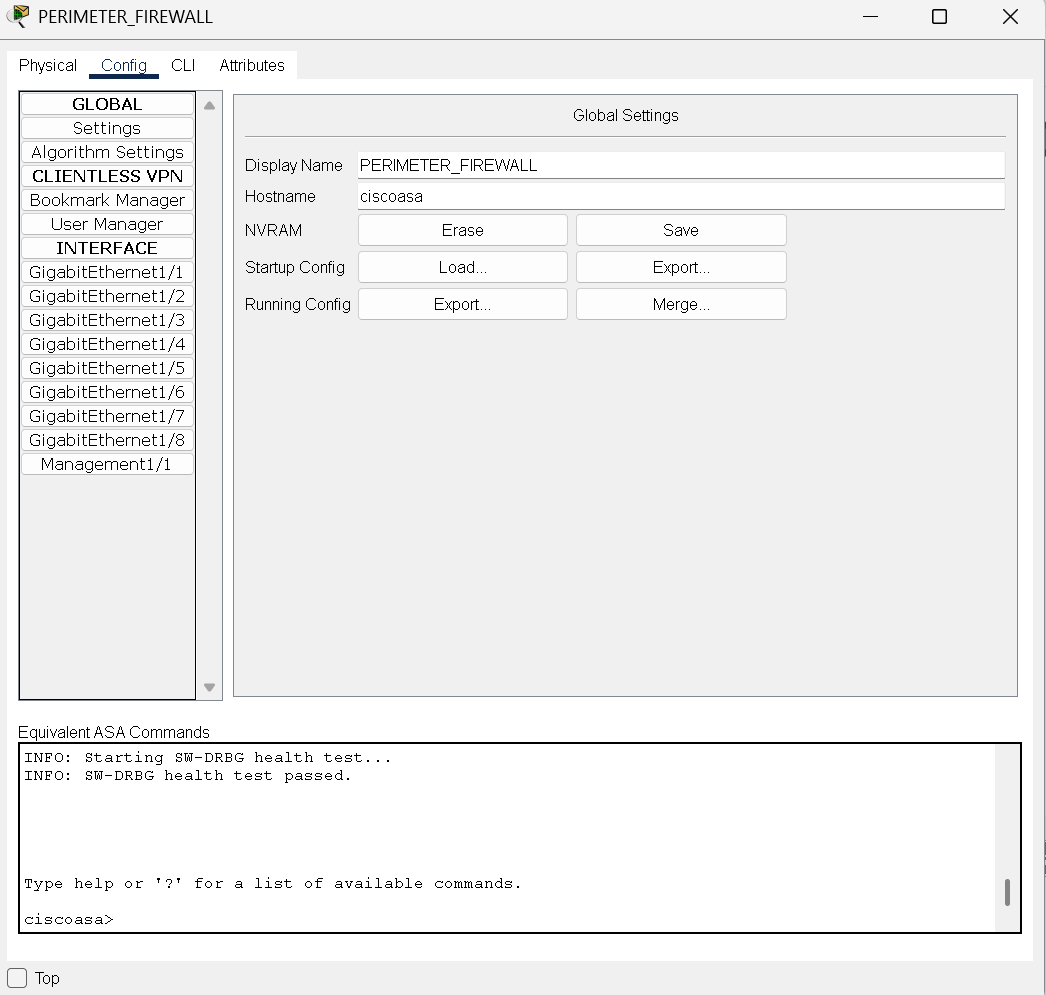 PERIMETER_FIREWALL
Physical Config CLI Attributes
GLOBAL
Settings
Algorithm Settings
CLIENTLESS VPN
Bookmark Manager
User Manager
INTERFACE
GigabitEthernet1/1
GigabitEthernet1/2
GigabitEthernet1/3
GigabitEthernet1/4
GigabitEthernet1/5
GigabitEthernet1/6
GigabitEthernet1/7
GigabitEthernet1/8
Management1/1
Global Settings
Display Name PERIMETER_FIREWALL
Hostname ciscoasa
NVRAM Erase Save
Startup Config Load... Export...
Running Config Export... Merge...
Equivalent ASA Commands
INFO: Starting SW-DRBG health test...
INFO: SW-DRBG health test passed.
Type help or '?' for a list of available commands.
ciscoasa>
Top